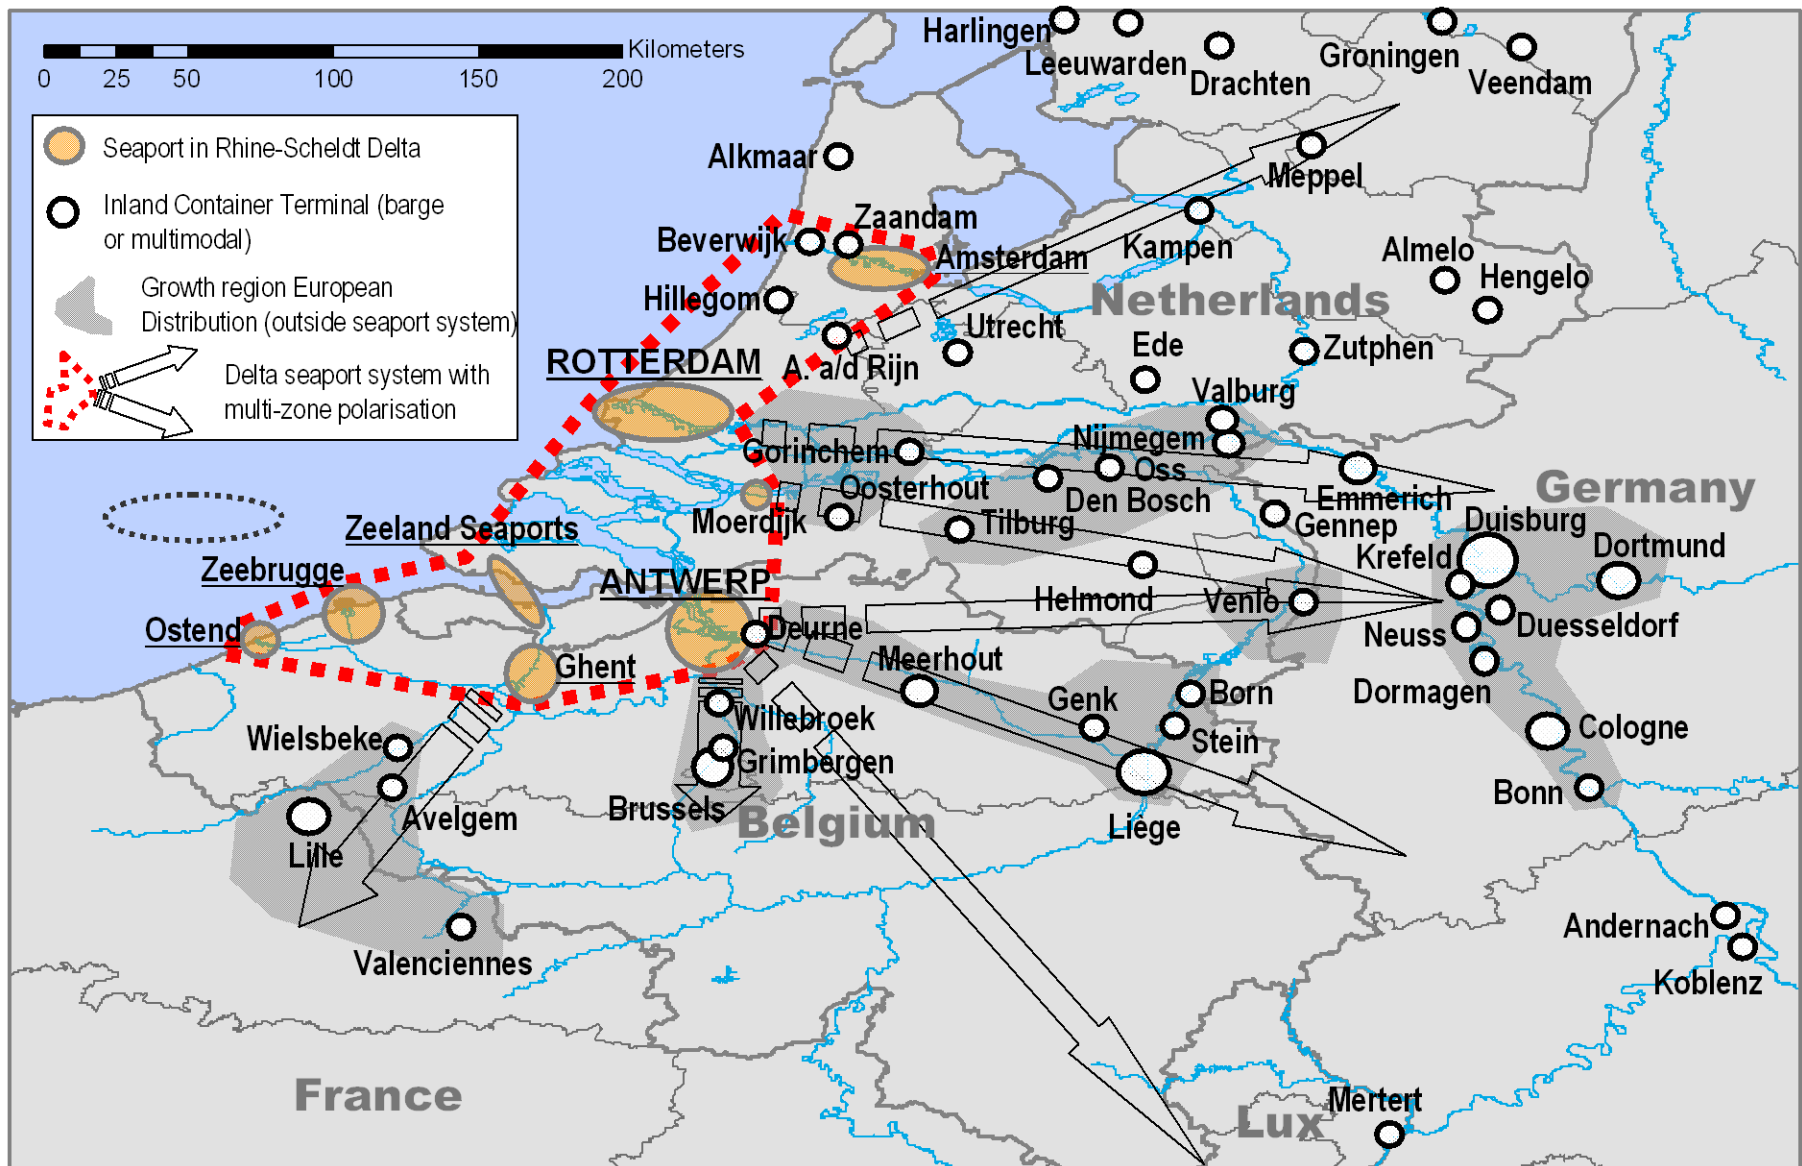 Kilometers
0 25 50 100 150 200
Seaport in Rhine-Scheldt Delta
Inland Container Terminal (barge
or multimodal)
Growth region European
Distribution (outside seaport system)
Delta seaport system with
multi-zone polarisation
Harlingen
Leeuwarden
Drachten
Groningen
Veendam
Alkmaar
Meppel
Zaandam
Beverwijk
Amsterdam
Kampen
Almelo
Hengelo
Hillegom
Netherlands
Utrecht
A. a/d Rijn
Ede
Zutphen
ROTTERDAM
Valburg
Nijmegem
Gorinchem
Oss
Den Bosch
Emmerich
Germany
Oosterhout
Moerdijk
Tilburg
Gennep
Duisburg
Zeeland Seaports
Krefeld
Dortmund
Zeebrugge
ANTWERP
Helmond
Venlo
Ostend
Deurne
Neuss
Duesseldorf
Ghent
Meerhout
Genk
Born
Dormagen
Willebroek
Stein
Cologne
Wielsbeke
Grimbergen
Brussels
Bonn
Avelgem
Belgium
Liège
Lille
Valenciennes
Andernach
Koblenz
France
Mertert
Lux